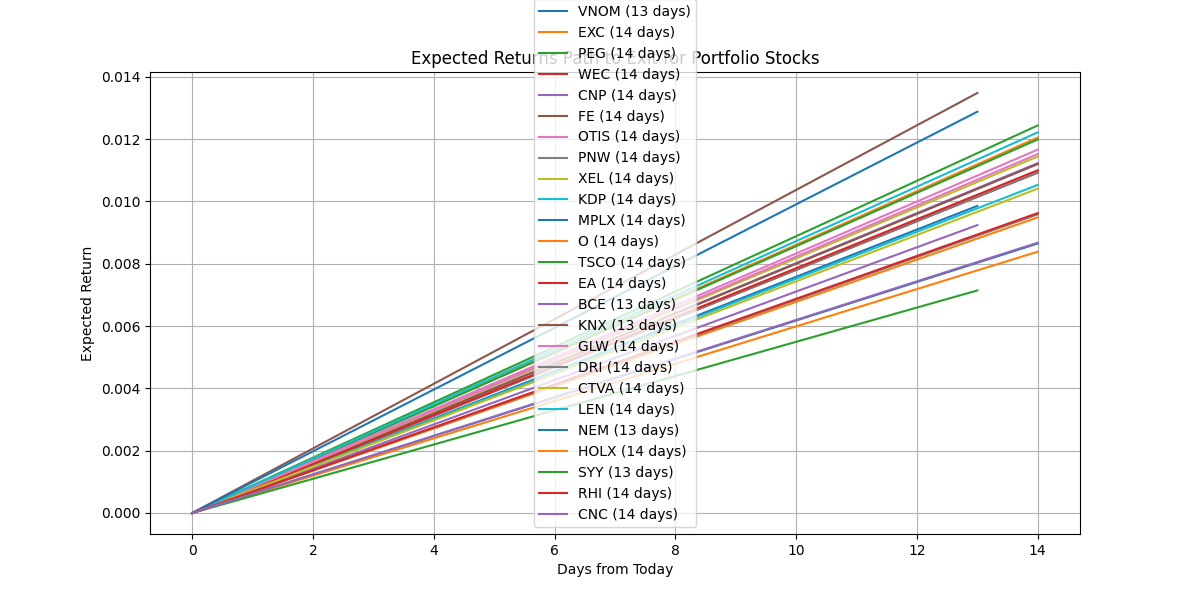 VNOM (13 days)
EXC (14 days)
PEG (14 days)
Expected Returns Path to Exit for Portfolio Stocks
WEC (14 days)
CNP (14 days)
FE (14 days)
OTIS (14 days)
PNW (14 days)
XEL (14 days)
KDP (14 days)
MPLX (14 days)
O (14 days)
TSCO (14 days)
EA (14 days)
BCE (13 days)
KNX (13 days)
GLW (14 days)
DRI (14 days)
CTVA (14 days)
LEN (14 days)
NEM (13 days)
HOLX (14 days)
SYY (13 days)
RHI (14 days)
CNC (14 days)
0.014
0.012
0.010
0.008
0.006
0.004
0.002
0.000
Expected Return
0 2 4 6 8 10 12 14
Days from Today